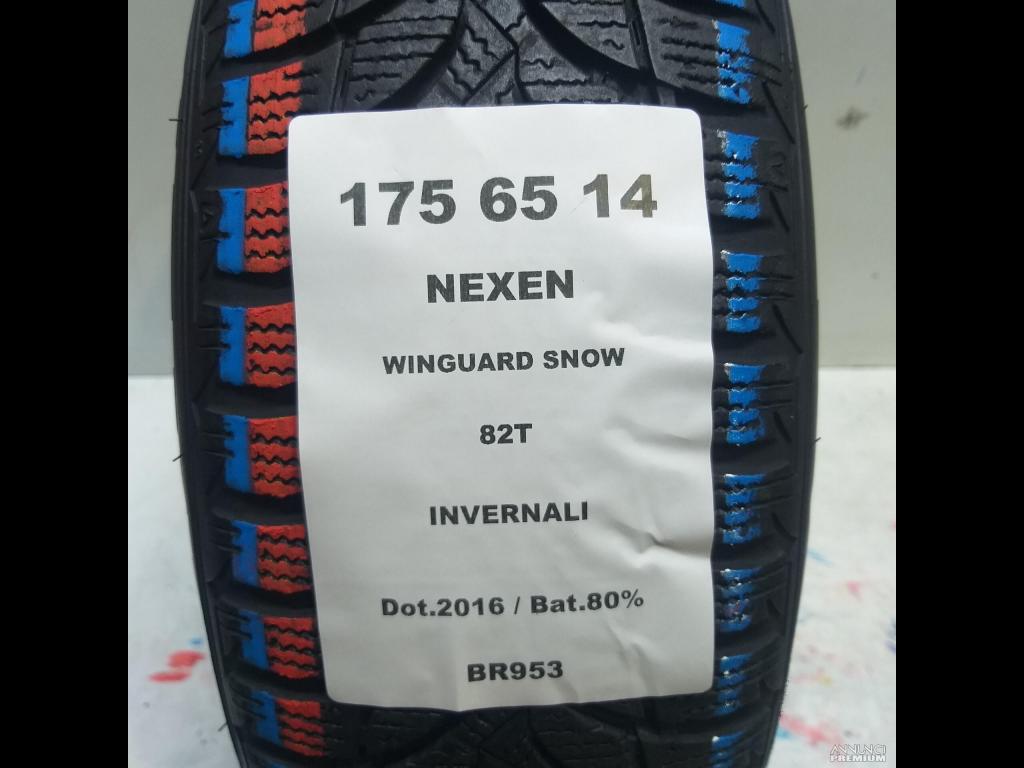 175 65 14
NEXEN
WINGUARD SNOW
82T
INVERNALI
Dot.2016 / Bat.80%
BR953
ANNUNCI
PREMIUM